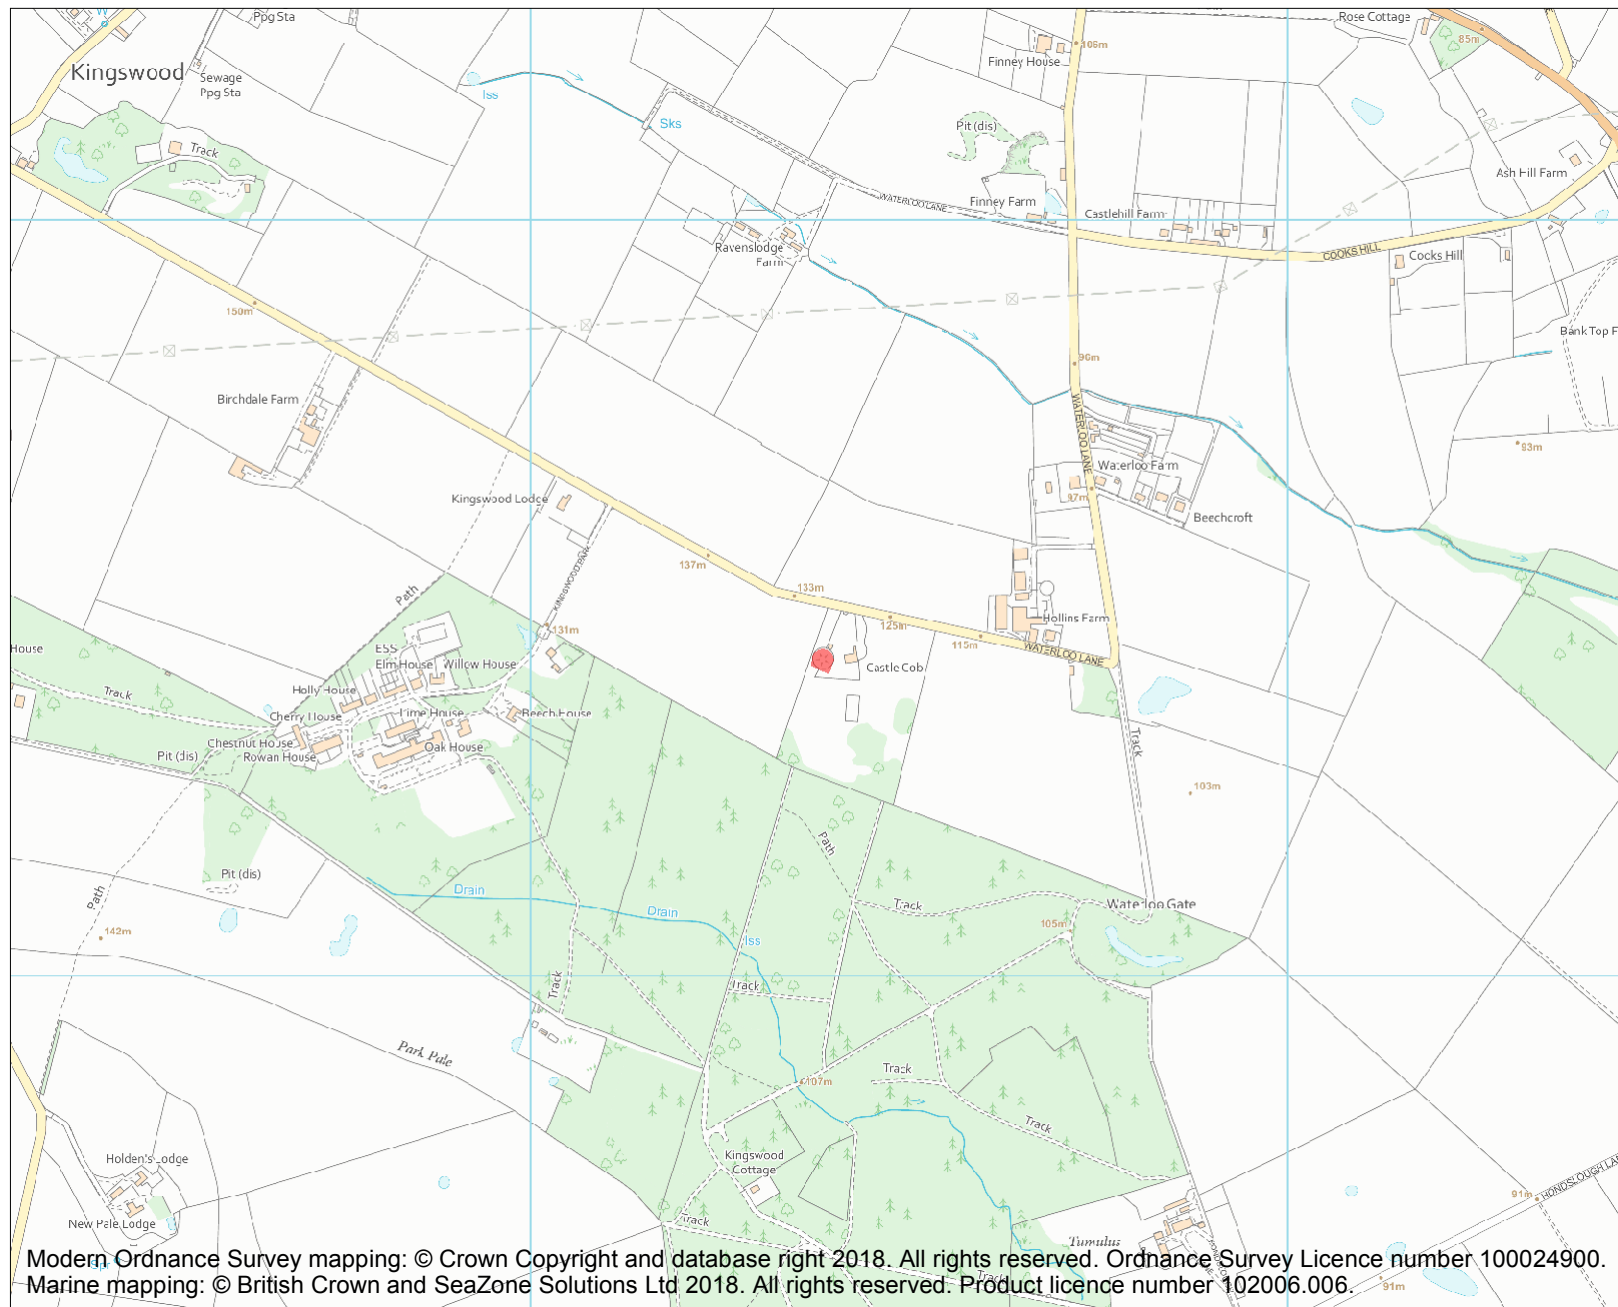 W
Ppg Sta
Rose Cottage
106m
85m
Finney House
Kingswood
Sewage
Ppg Sta
Iss
Sks
Pit (dis)
Track
Ash Hill Farm
Finney Farm
WATERLOO LANE
Castlehill Farm
Ravenslodge
Farm
COOKS HILL
Cocks Hill
150m
Bank Top F
96m
Birchdale Farm
WATERLOO LANE
93m
Waterloo Farm
Kingswood Lodge
97m
Beechcroft
137m
KINGSWOOD PARK
133m
Path
125m
Hollins Farm
131m
115m
WATERLOO LANE
House
ESS
Elm House
Willow House
Castle Cob
Track
Holly House
Cherry House
Lime House
Beech House
Chestnut House
Oak House
Pit (dis)
Rowan House
Track
103m
Path
Pit (dis)
Drain
Path
Drain
Track
Waterloo Gate
105m
142m
Iss
Track
Track
Park Pale
Track
107m
Track
Kingswood
Cottage
Holden's Lodge
HONDSLOUGH LA
91m
New Pale Lodge
Track
Tumulus
Spr
Track
91m
Modern Ordnance Survey mapping: © Crown Copyright and database right 2018. All rights reserved. Ordnance Survey Licence number 100024900.
Marine mapping: © British Crown and SeaZone Solutions Ltd 2018. All rights reserved. Product licence number 102006.006.